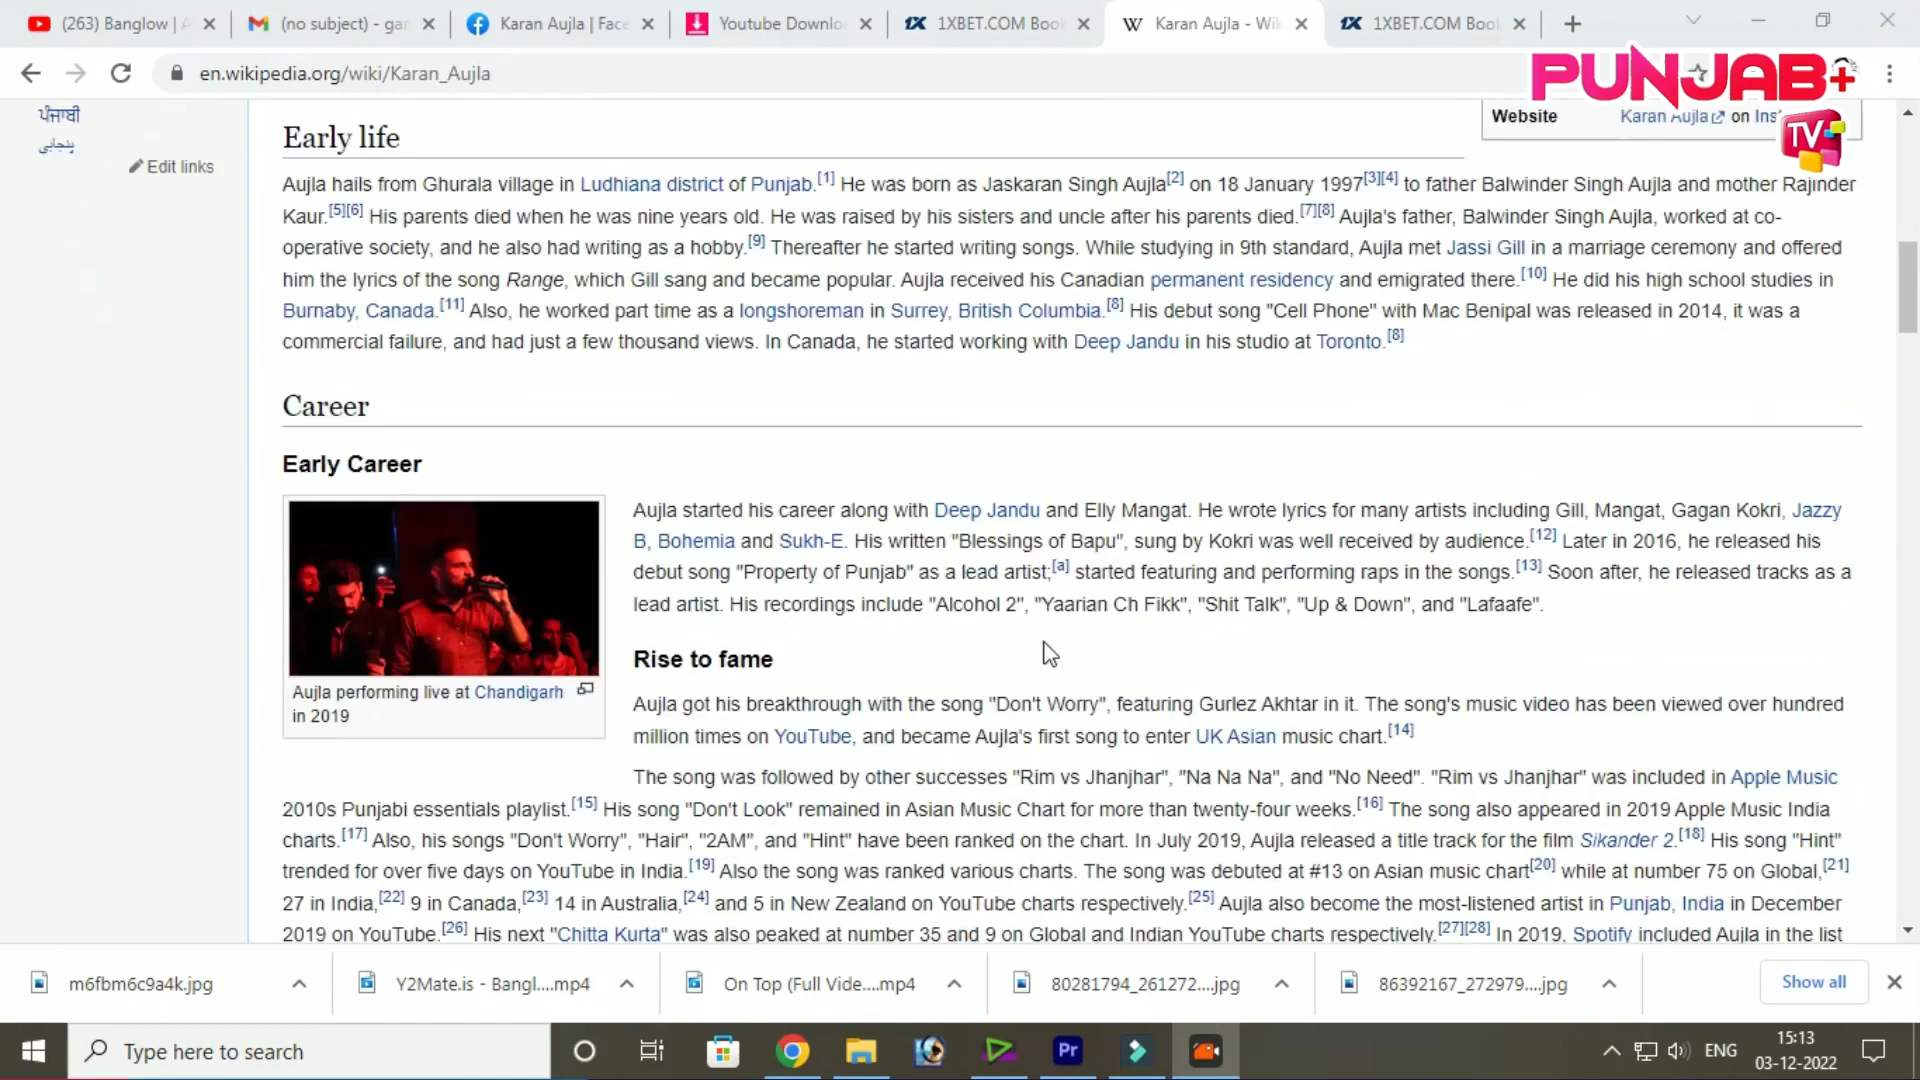 (263) Banglow | A
(no subject) - gar
Karan Aujla | Face
Youtube Downlo
1XBET.COM Book
Karan Aujla - Wik
1XBET.COM Book
en.wikipedia.org/wiki/Karan_Aujla
PUNJAB+
TV
ਪੰਜਾਬੀ
پنجابی
Edit links
Website Karan Aujla on Ins
Early life
Aujla hails from Ghurala village in Ludhiana district of Punjab.[1] He was born as Jaskaran Singh Aujla[2] on 18 January 1997[3][4] to father Balwinder Singh Aujla and mother Rajinder
Kaur.[5][6] His parents died when he was nine years old. He was raised by his sisters and uncle after his parents died.[7][8] Aujla's father, Balwinder Singh Aujla, worked at co-
operative society, and he also had writing as a hobby.[9] Thereafter he started writing songs. While studying in 9th standard, Aujla met Jassi Gill in a marriage ceremony and offered
him the lyrics of the song Range, which Gill sang and became popular. Aujla received his Canadian permanent residency and emigrated there.[10] He did his high school studies in
Burnaby, Canada.[11] Also, he worked part time as a longshoreman in Surrey, British Columbia.[8] His debut song "Cell Phone" with Mac Benipal was released in 2014, it was a
commercial failure, and had just a few thousand views. In Canada, he started working with Deep Jandu in his studio at Toronto.[8]
Career
Early Career
Aujla started his career along with Deep Jandu and Elly Mangat. He wrote lyrics for many artists including Gill, Mangat, Gagan Kokri, Jazzy
B, Bohemia and Sukh-E. His written "Blessings of Bapu", sung by Kokri was well received by audience.[12] Later in 2016, he released his
debut song "Property of Punjab" as a lead artist;[a] started featuring and performing raps in the songs.[13] Soon after, he released tracks as a
lead artist. His recordings include "Alcohol 2", "Yaarian Ch Fikk", "Shit Talk", "Up & Down", and "Lafaafe".
Aujla performing live at Chandigarh
in 2019
Rise to fame
Aujla got his breakthrough with the song "Don't Worry", featuring Gurlez Akhtar in it. The song's music video has been viewed over hundred
million times on YouTube, and became Aujla's first song to enter UK Asian music chart.[14]
The song was followed by other successes "Rim vs Jhanjhar", "Na Na Na", and "No Need". "Rim vs Jhanjhar" was included in Apple Music
2010s Punjabi essentials playlist.[15] His song "Don't Look" remained in Asian Music Chart for more than twenty-four weeks.[16] The song also appeared in 2019 Apple Music India
charts.[17] Also, his songs "Don't Worry", "Hair", "2AM", and "Hint" have been ranked on the chart. In July 2019, Aujla released a title track for the film Sikander 2.[18] His song "Hint"
trended for over five days on YouTube in India.[19] Also the song was ranked various charts. The song was debuted at #13 on Asian music chart[20] while at number 75 on Global,[21]
27 in India,[22] 9 in Canada,[23] 14 in Australia,[24] and 5 in New Zealand on YouTube charts respectively.[25] Aujla also become the most-listened artist in Punjab, India in December
2019 on YouTube.[26] His next "Chitta Kurta" was also peaked at number 35 and 9 on Global and Indian YouTube charts respectively.[27][28] In 2019, Spotify included Aujla in the list
m6fbm6c9a4k.jpg
Y2Mate.is - Bangl....mp4
On Top (Full Vide....mp4
80281794_261272....jpg
86392167_272979....jpg
Show all
Type here to search
Pr
ENG
15:13
03-12-2022